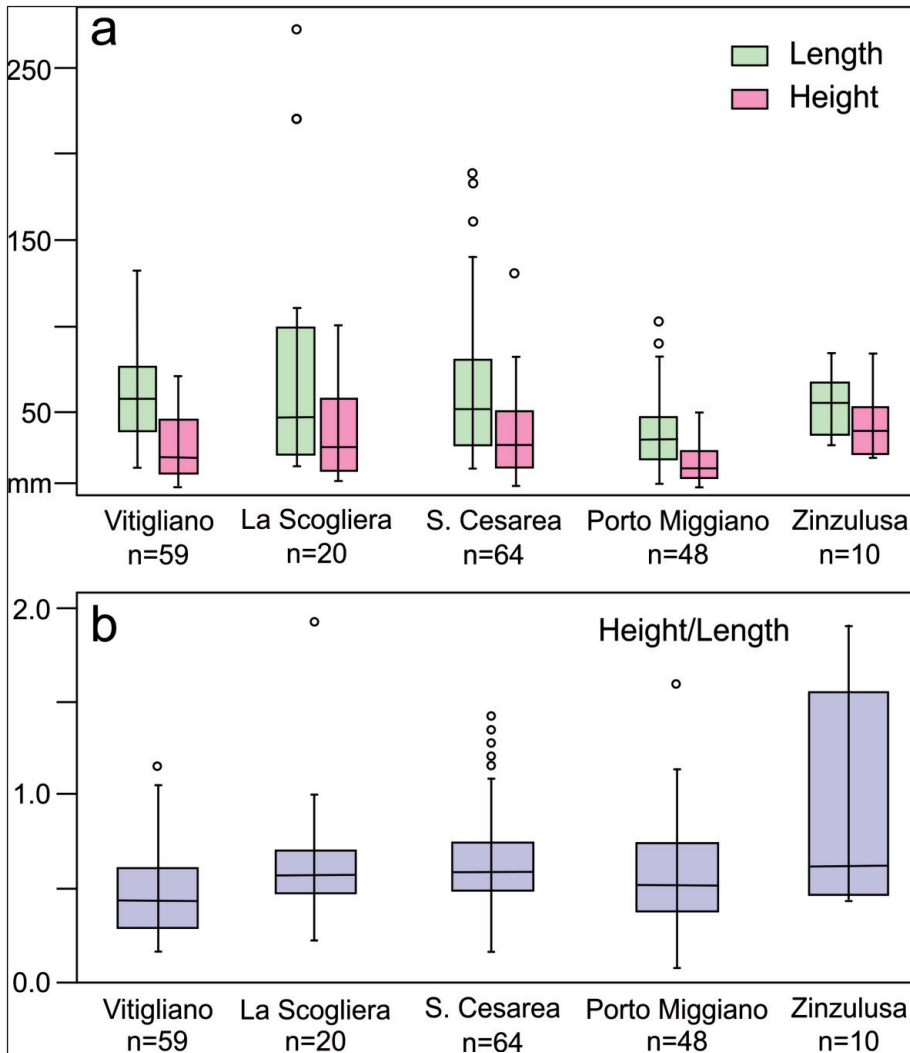 a
Length
Height
250
150
50
mm
Vitigliano La Scogliera S. Cesarea Porto Miggiano Zinzulusa
n=59 n=20 n=64 n=48 n=10
b
Height/Length
2.0
1.0
0.0
Vitigliano La Scogliera S. Cesarea Porto Miggiano Zinzulusa
n=59 n=20 n=64 n=48 n=10